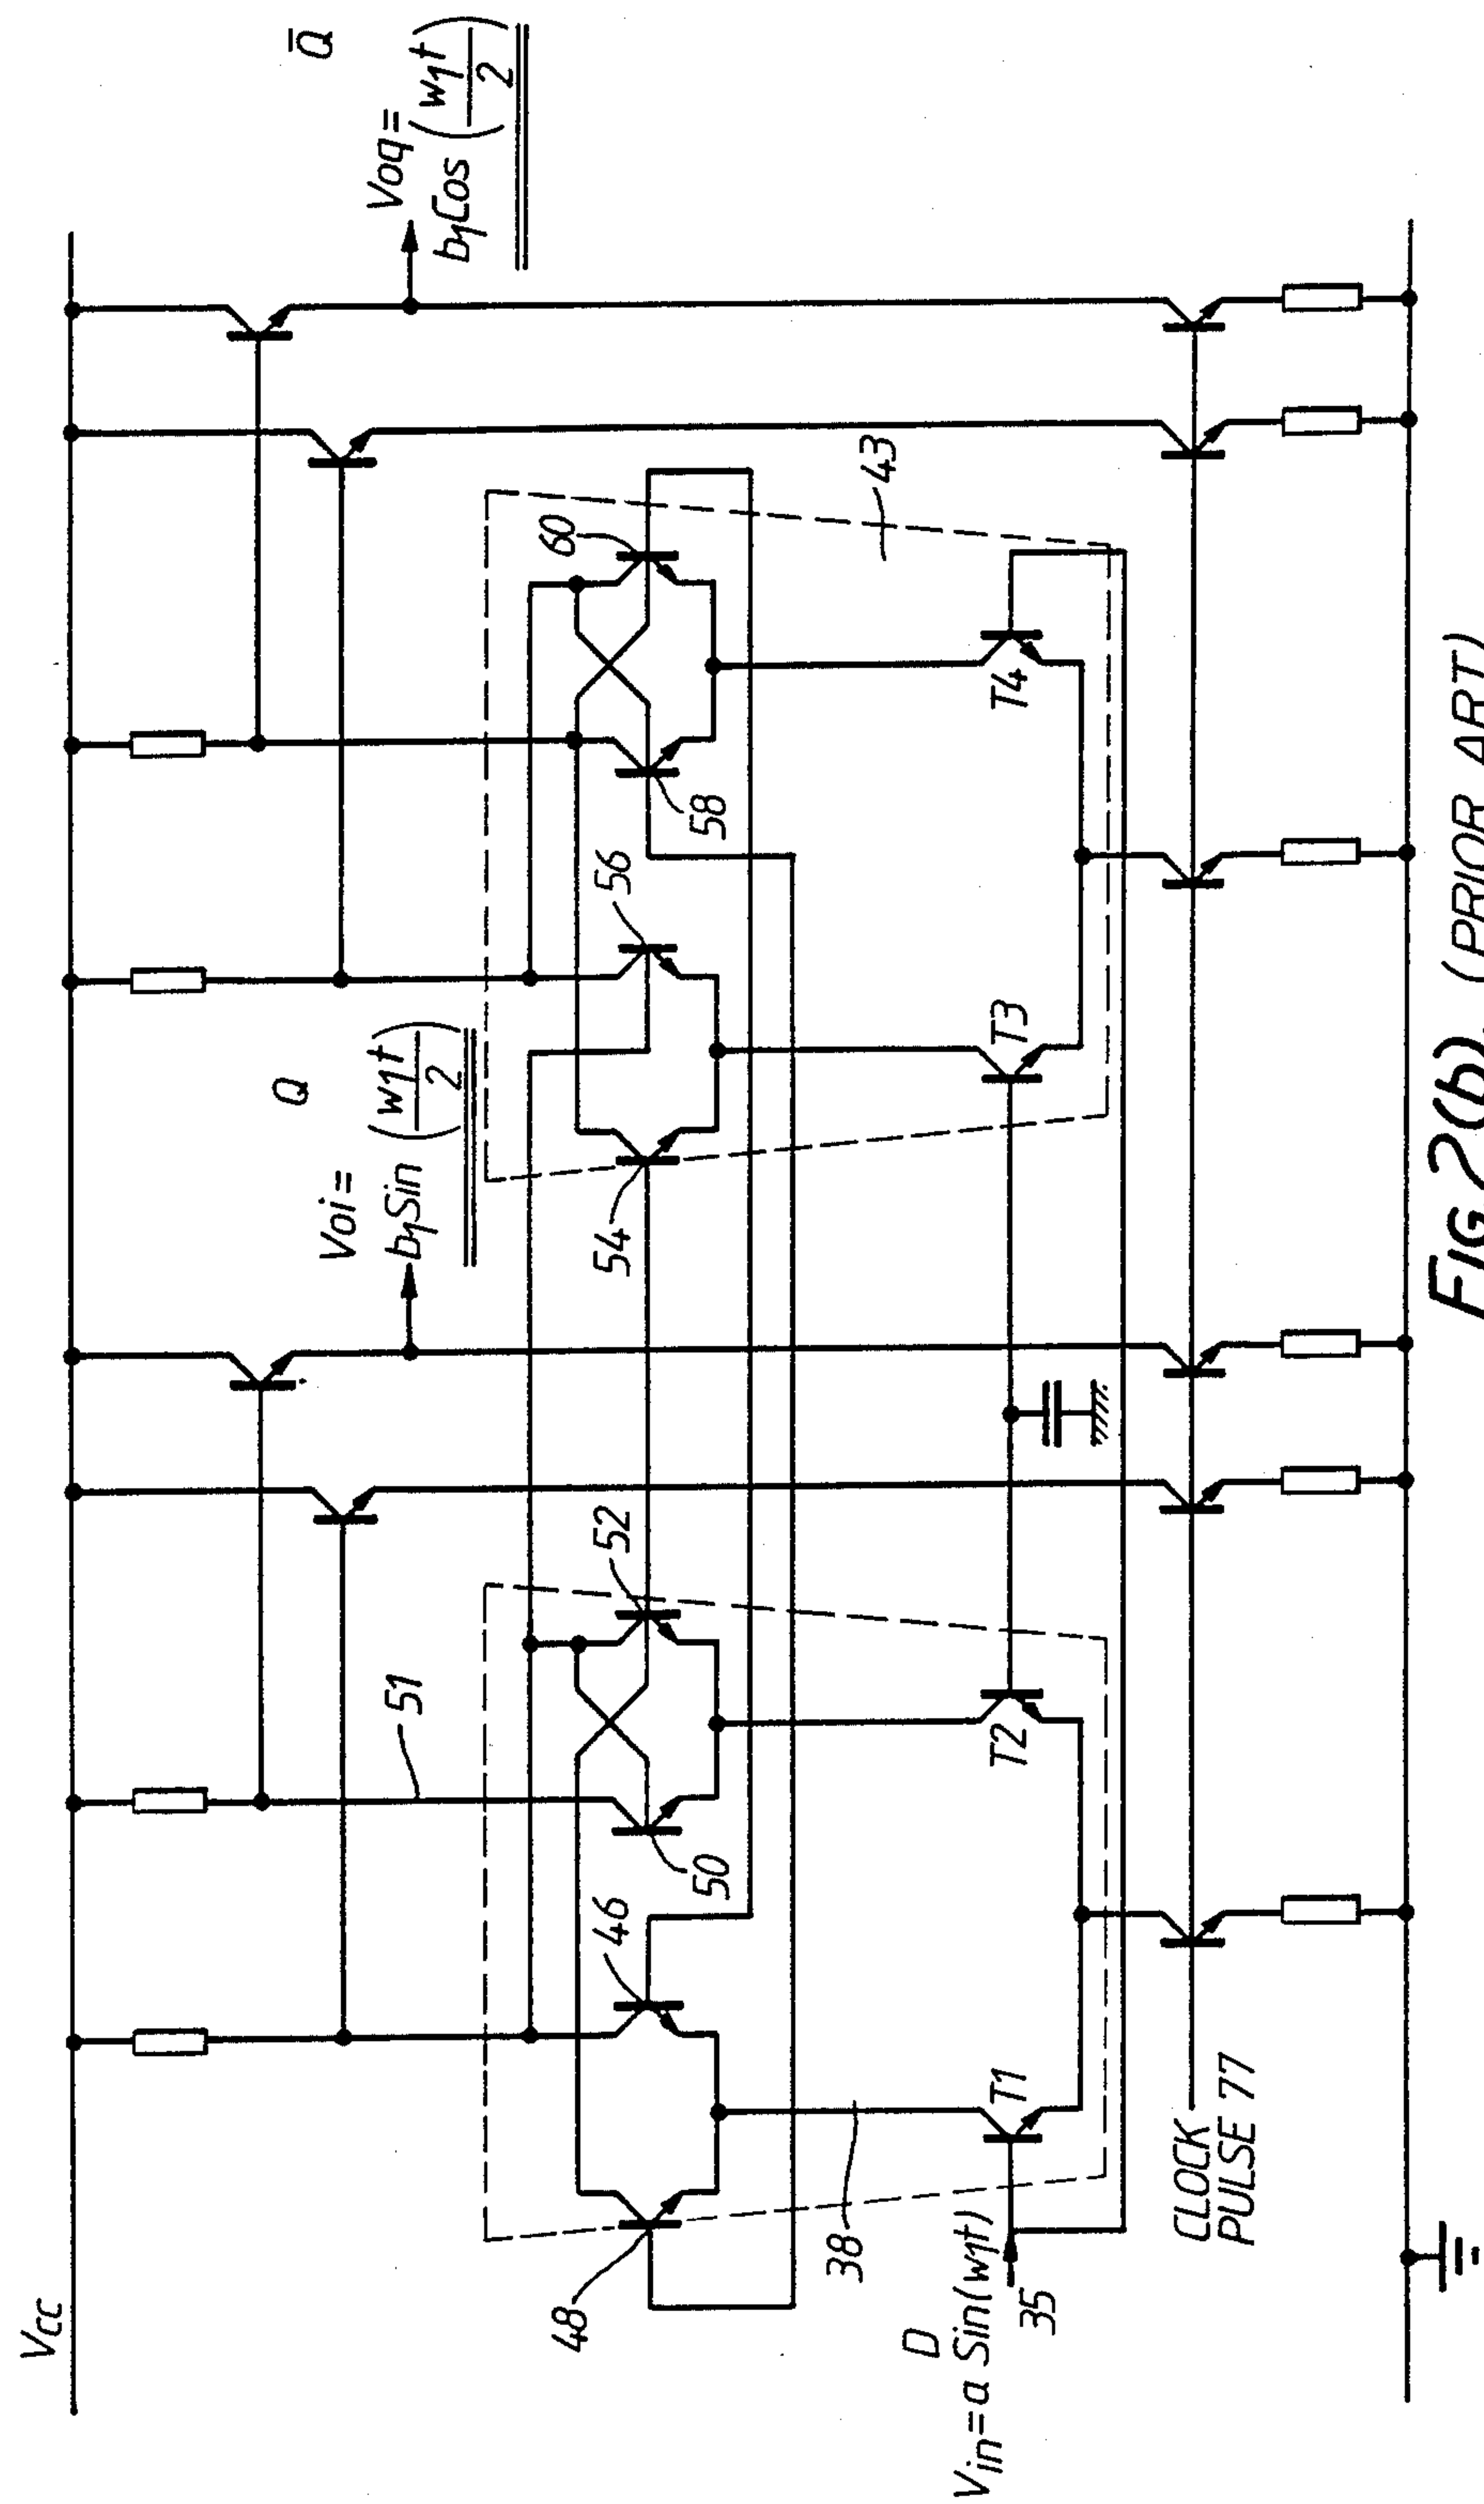 Vcc
Q
Voi =
b1Sin (w1t/2)
Q̄
Voq =
b1Cos (w1t/2)
51
48
46
50
52
54
56
58
60
38
43
D
Vin = a Sin(w1t)
35
T1
T2
T3
T4
CLOCK
PULSE 77
FIG 2(b). (PRIOR ART)